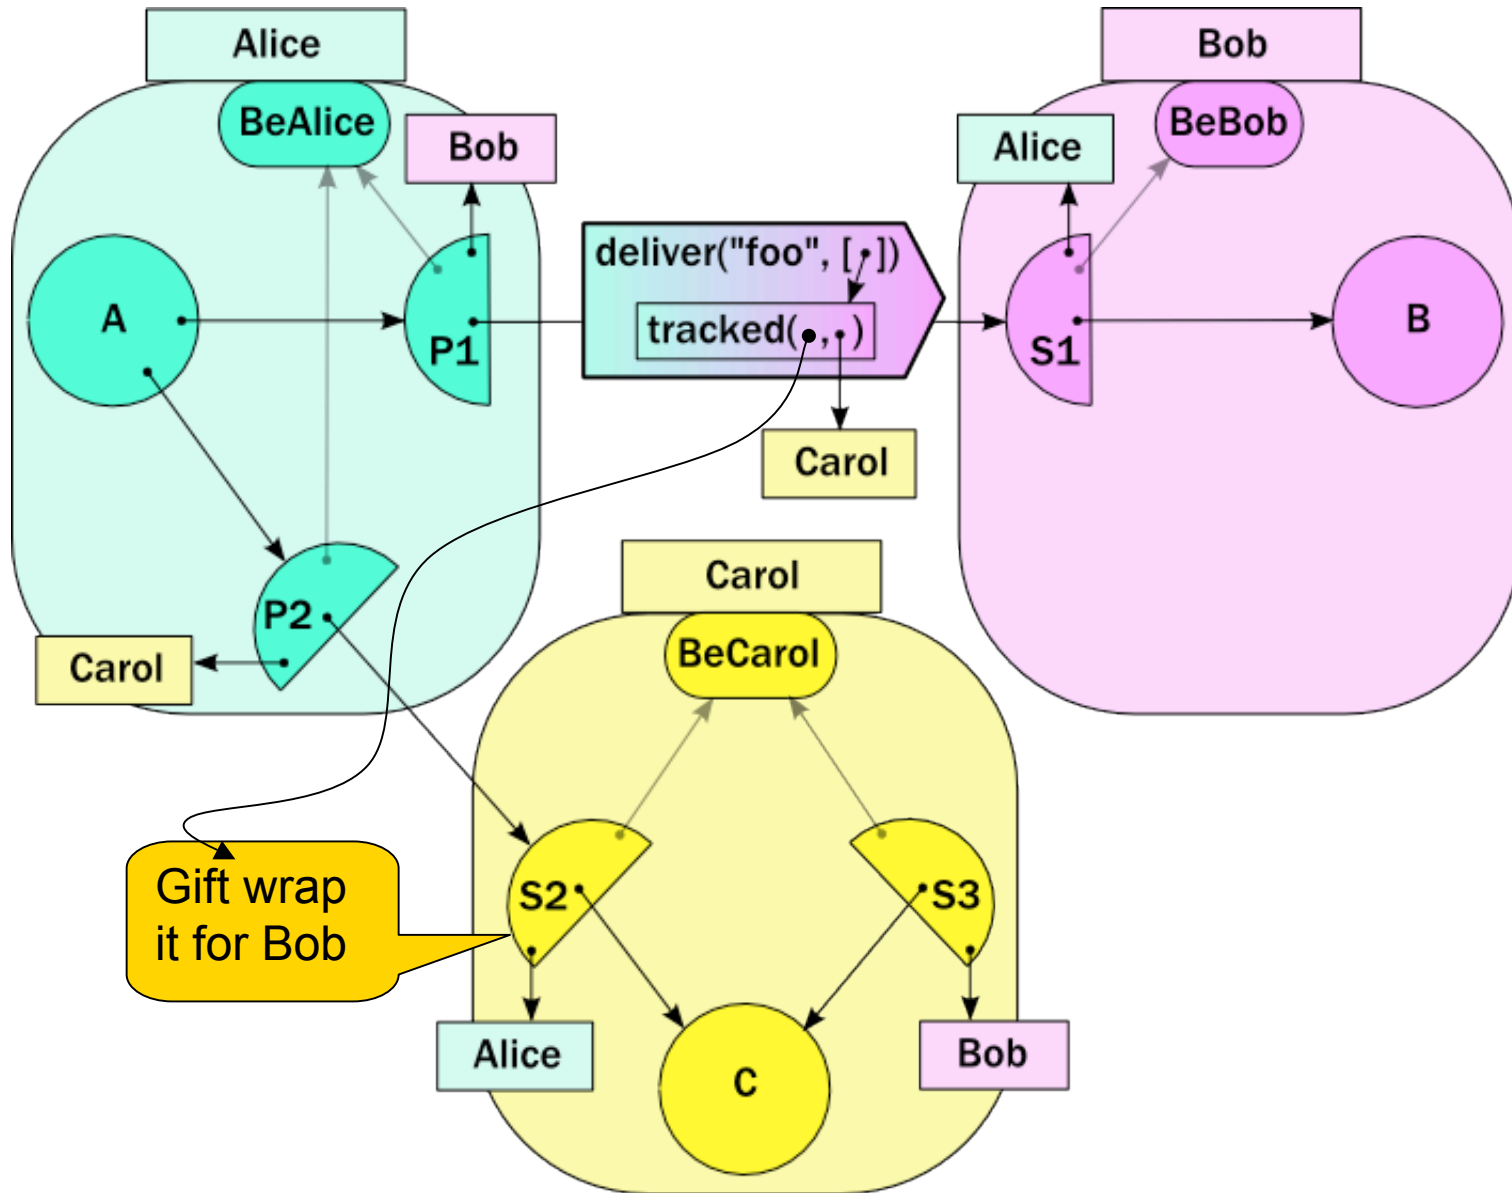 Alice
Bob
BeAlice
BeBob
Bob
Alice
deliver("foo", [ ])
A
P1
tracked( , )
S1
B
Carol
Carol
P2
Carol
BeCarol
Gift wrap
it for Bob
S2
S3
Alice
C
Bob